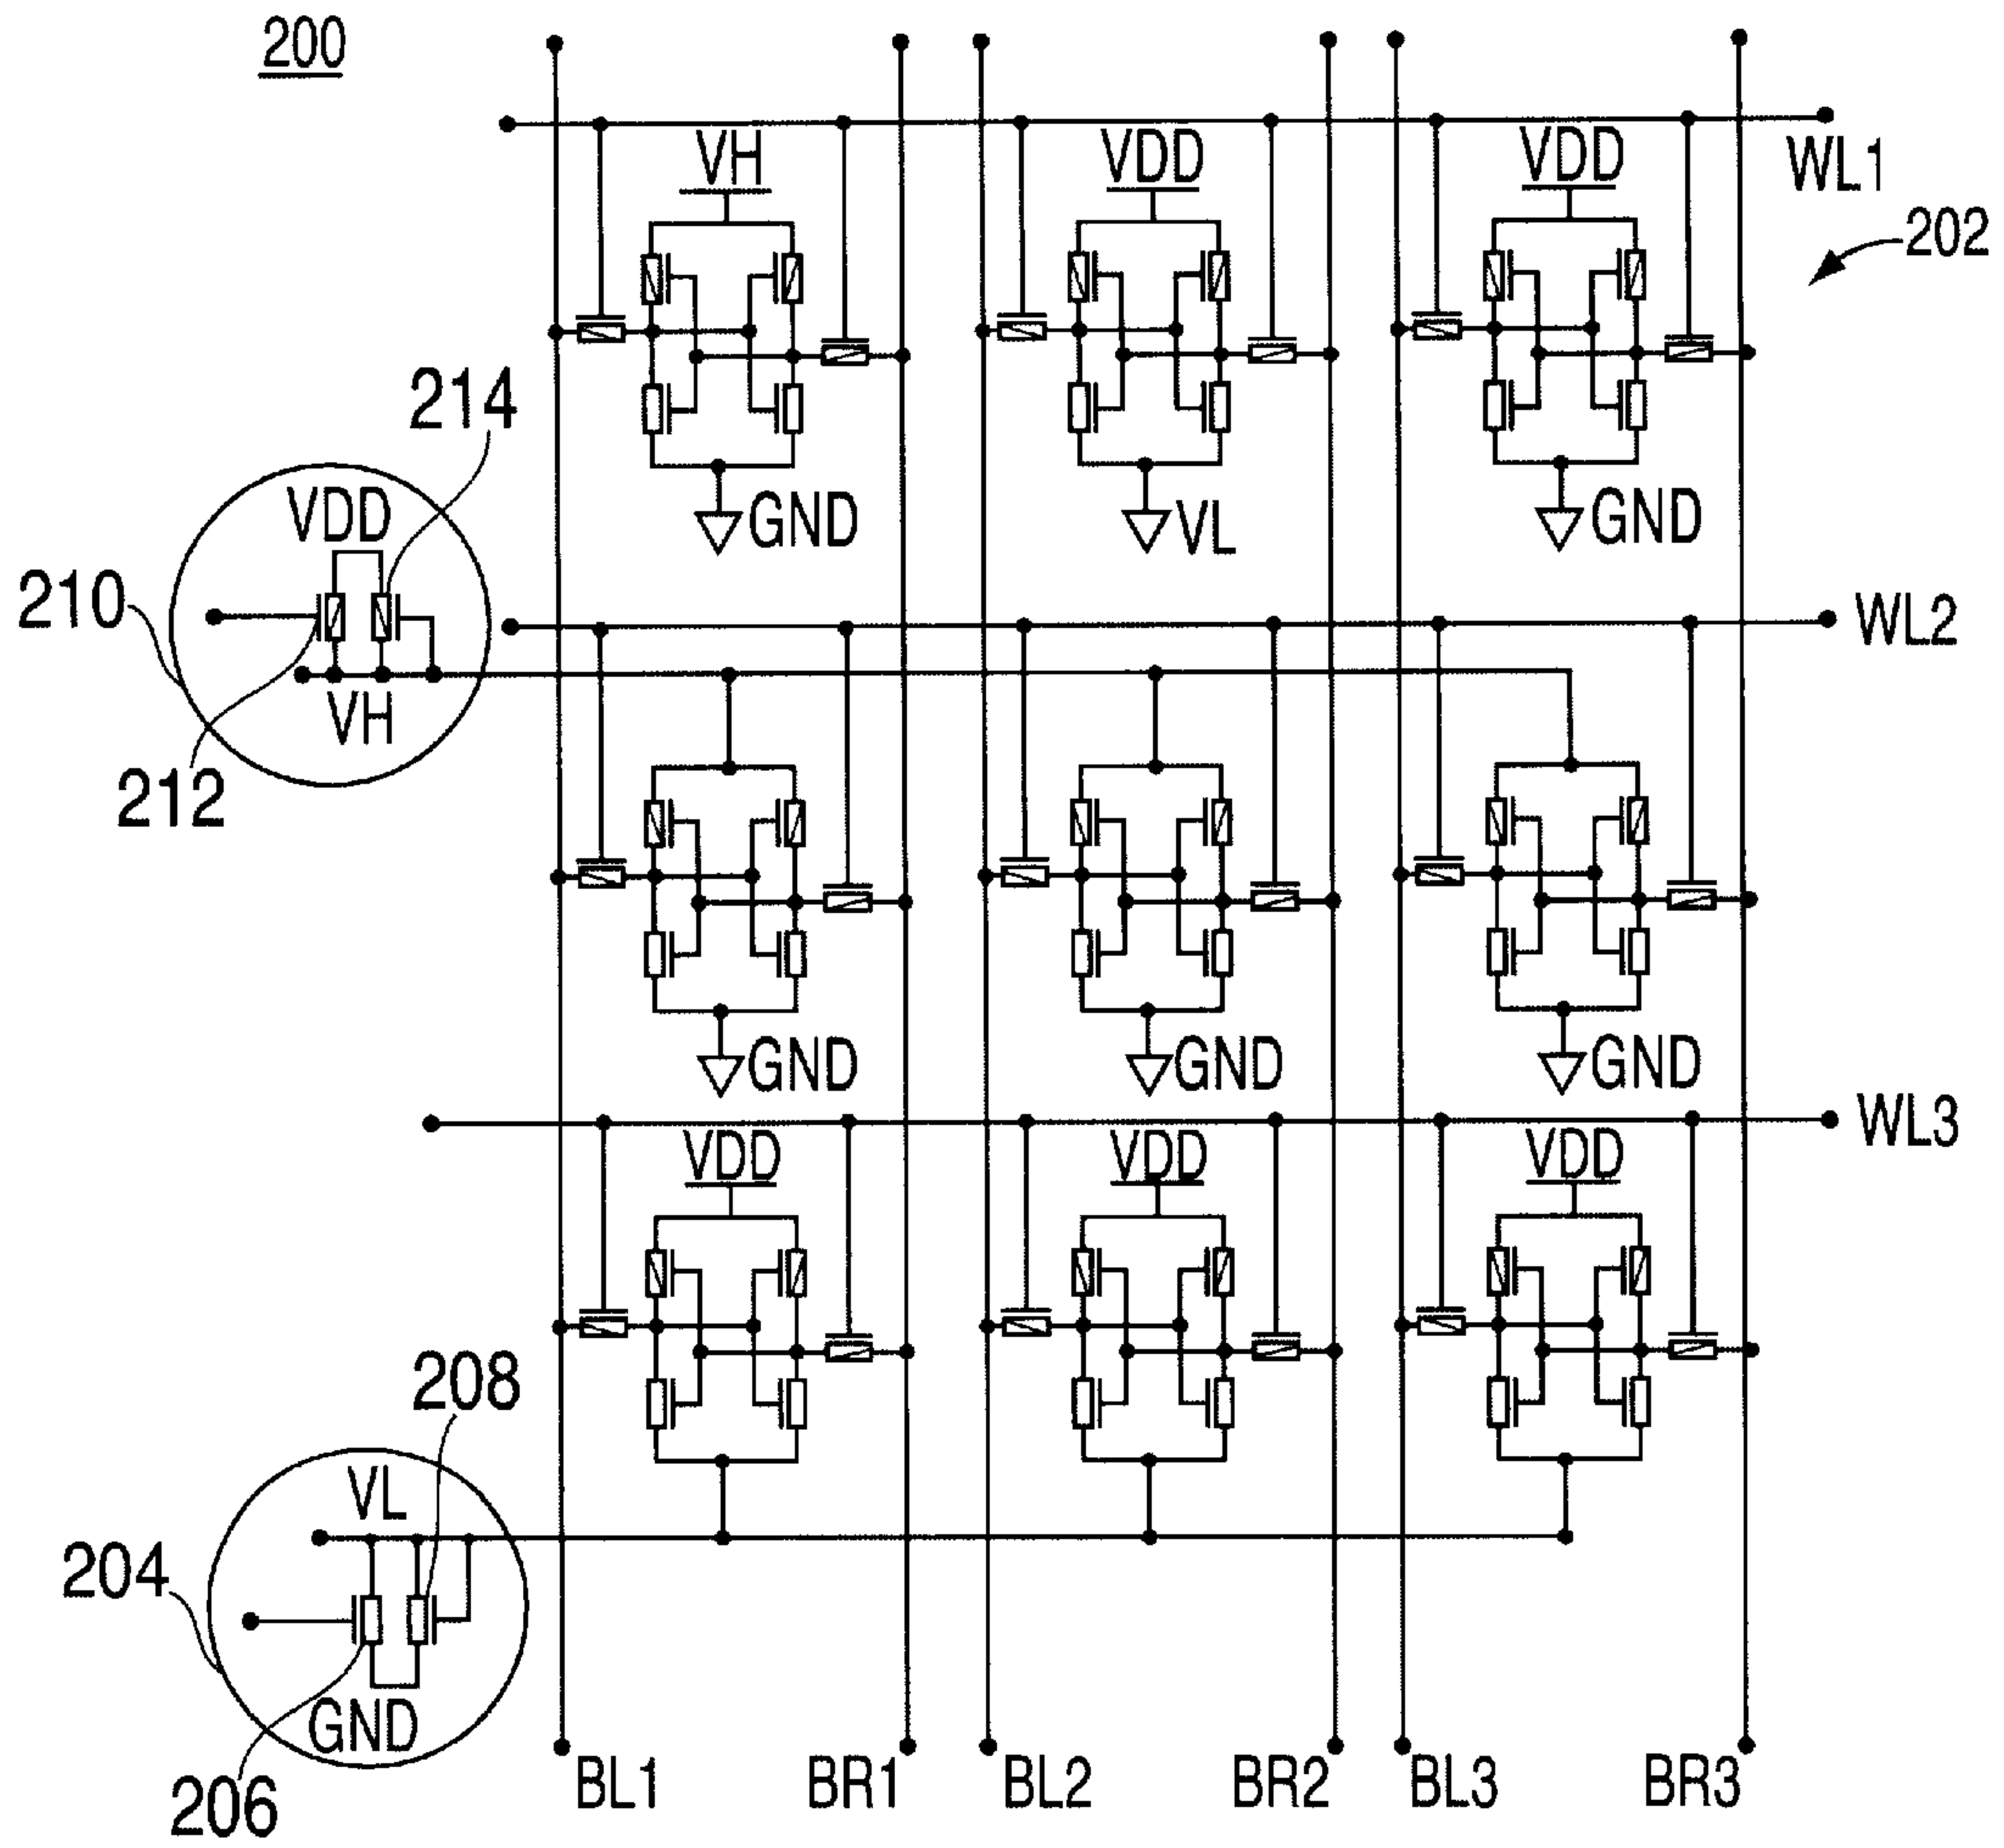 200
VH
VDD
VDD
WL1
202
214
GND
VL
GND
VDD
210
WL2
VH
212
GND
GND
GND
WL3
VDD
VDD
VDD
208
VL
204
GND
206
BL1
BR1
BL2
BR2
BL3
BR3